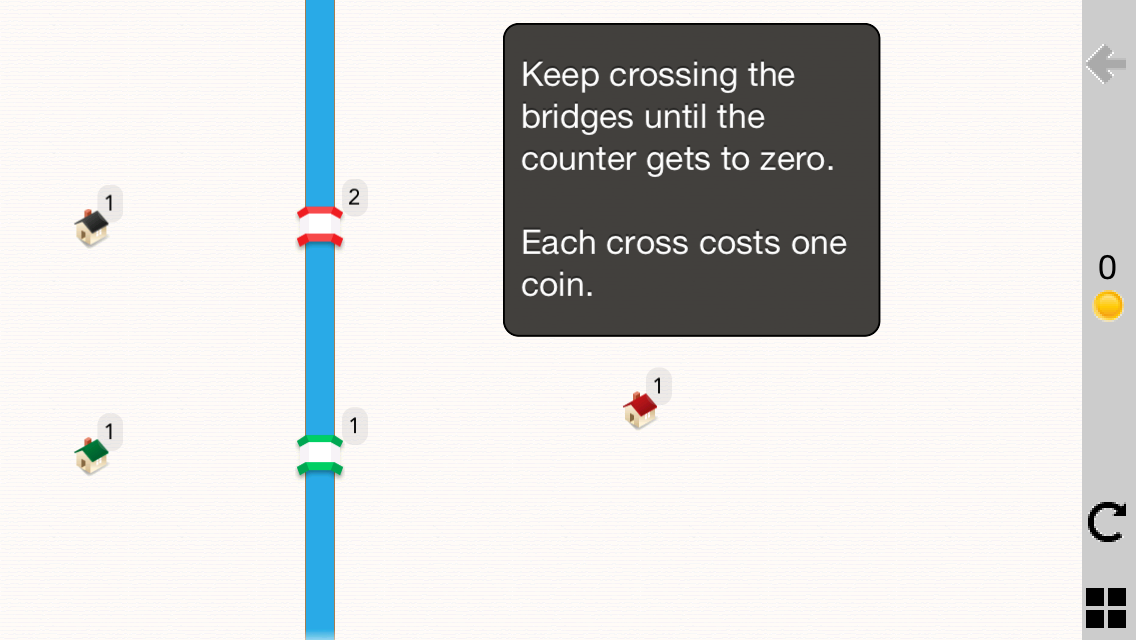 Keep crossing the
bridges until the
counter gets to zero.
Each cross costs one
coin.
1
2
0
1
1
1